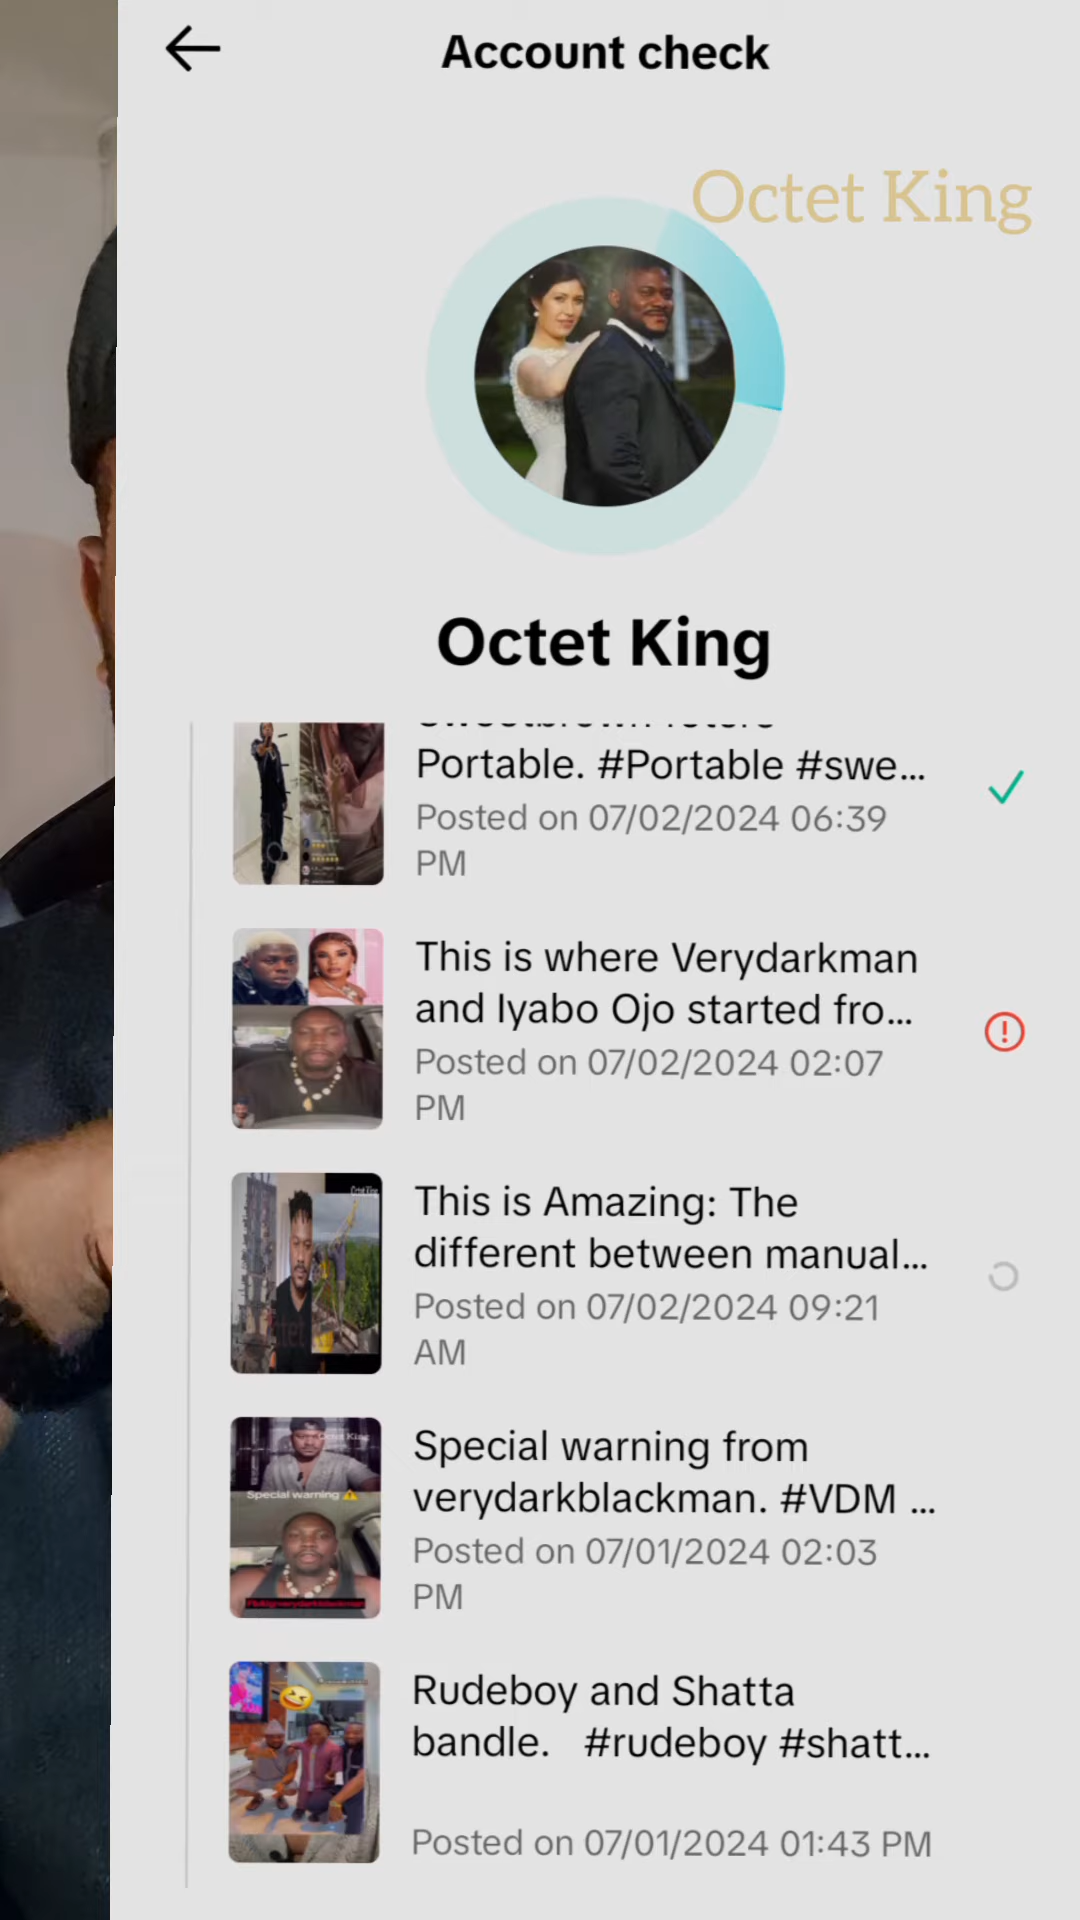 Account check
Octet King
Octet King
Portable. #Portable #swe...
Posted on 07/02/2024 06:39
PM
This is where Verydarkman
and Iyabo Ojo started fro...
Posted on 07/02/2024 02:07
PM
This is Amazing: The
different between manual...
Posted on 07/02/2024 09:21
AM
Special warning from
verydarkblackman. #VDM ...
Posted on 07/01/2024 02:03
PM
Special warning
Rudeboy and Shatta
bandle. #rudeboy #shatt...
Posted on 07/01/2024 01:43 PM